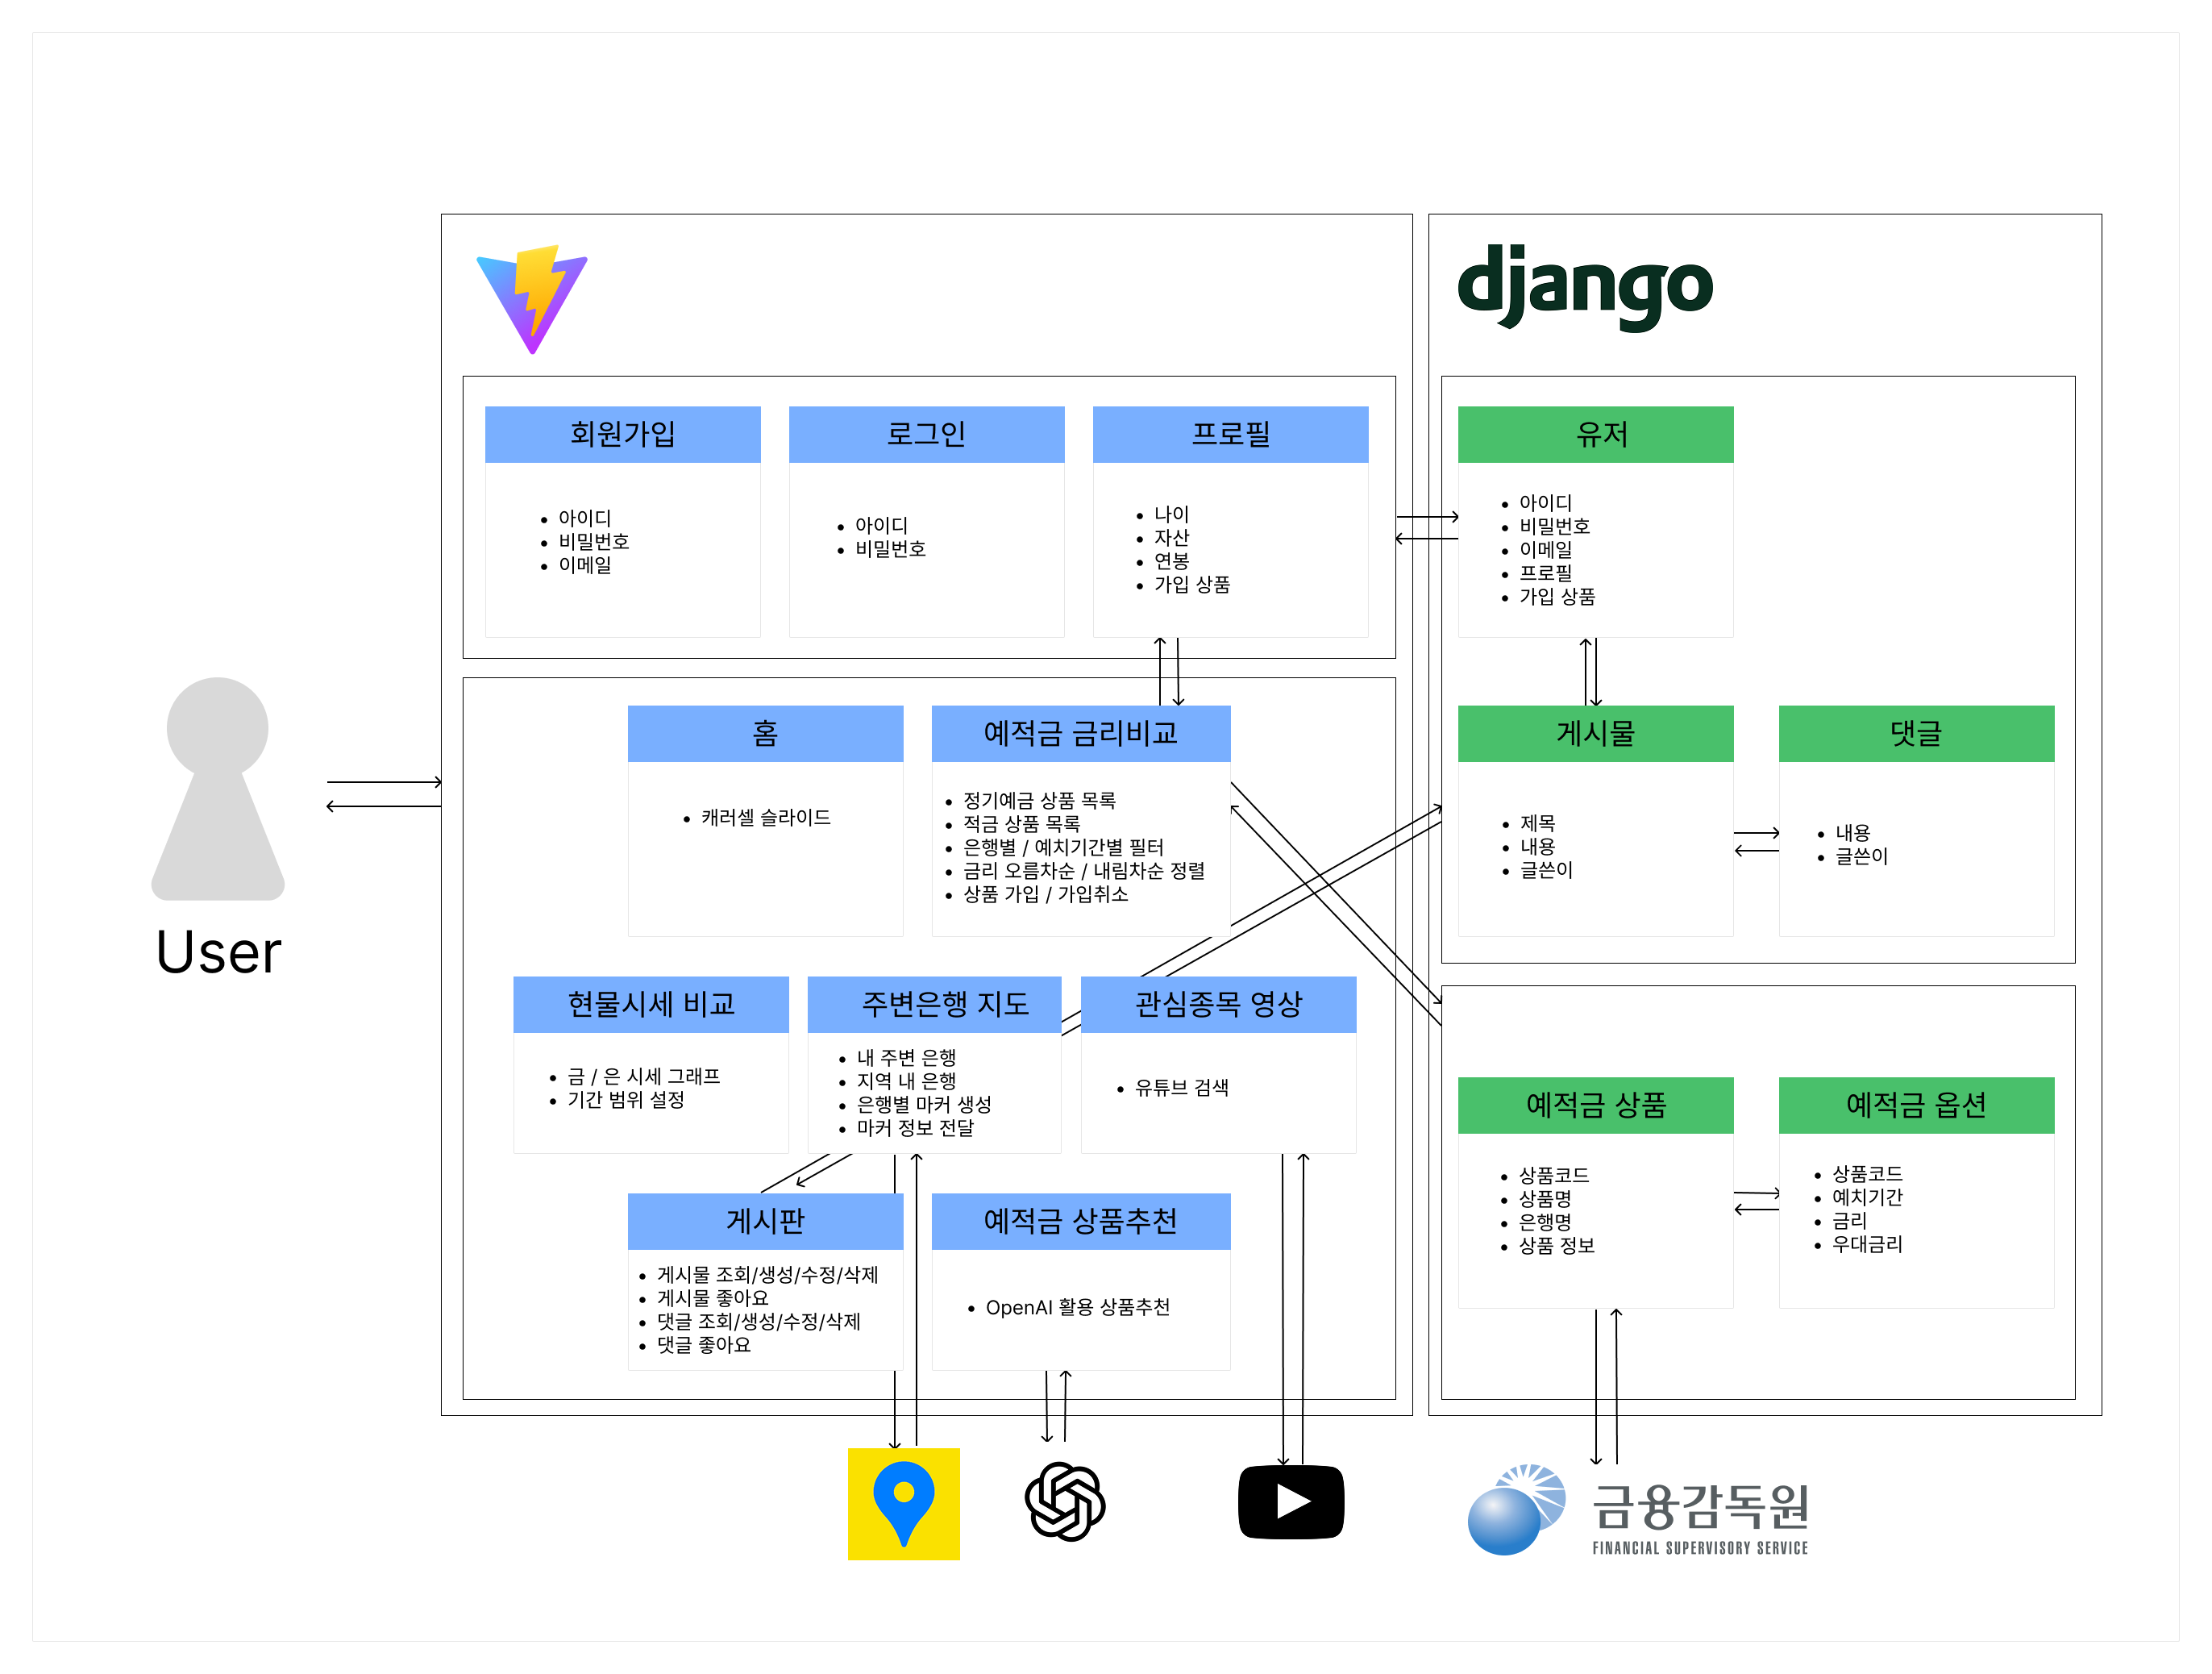 django
회원가입
• 아이디
• 비밀번호
• 이메일
로그인
• 아이디
• 비밀번호
프로필
• 나이
• 자산
• 연봉
• 가입 상품
유저
• 아이디
• 비밀번호
• 이메일
• 프로필
• 가입 상품
User
홈
• 캐러셀 슬라이드
예적금 금리비교
• 정기예금 상품 목록
• 적금 상품 목록
• 은행별 / 예치기간별 필터
• 금리 오름차순 / 내림차순 정렬
• 상품 가입 / 가입취소
게시물
• 제목
• 내용
• 글쓴이
댓글
• 내용
• 글쓴이
현물시세 비교
• 금 / 은 시세 그래프
• 기간 범위 설정
주변은행 지도
• 내 주변 은행
• 지역 내 은행
• 은행별 마커 생성
• 마커 정보 전달
관심종목 영상
• 유튜브 검색
예적금 상품
• 상품코드
• 상품명
• 은행명
• 상품 정보
예적금 옵션
• 상품코드
• 예치기간
• 금리
• 우대금리
게시판
• 게시물 조회/생성/수정/삭제
• 게시물 좋아요
• 댓글 조회/생성/수정/삭제
• 댓글 좋아요
예적금 상품추천
• OpenAI 활용 상품추천
금융감독원
FINANCIAL SUPERVISORY SERVICE